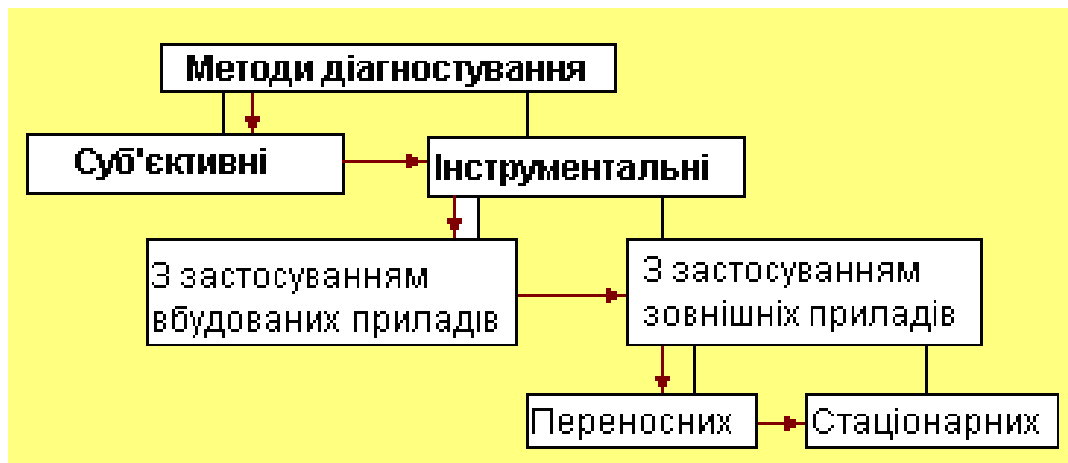 Методи діагностування
Суб'єктивні
Інструментальні
З застосуванням
вбудованих приладів
З застосуванням
зовнішніх приладів
Переносних
Стаціонарних